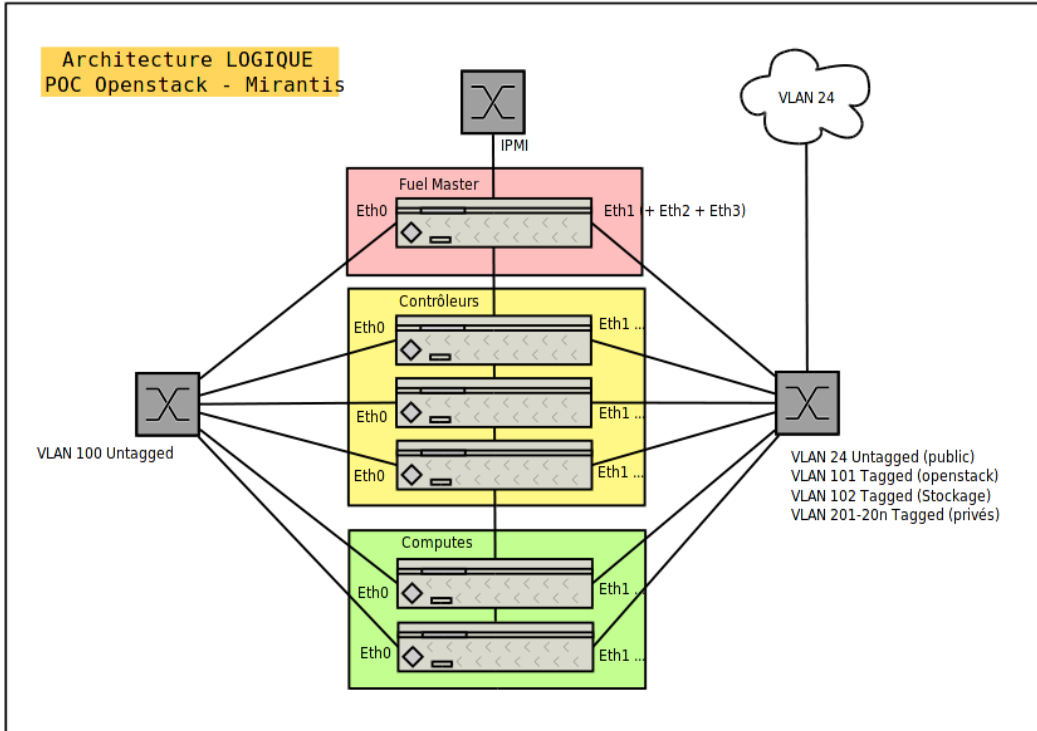 Architecture LOGIQUE
POC Openstack - Mirantis
VLAN 24
IPMI
Fuel Master
Eth0
Eth1 (+ Eth2 + Eth3)
Contrôleurs
Eth0
Eth1 ...
Eth0
Eth1 ...
Eth0
Eth1 ...
VLAN 100 Untagged
VLAN 24 Untagged (public)
VLAN 101 Tagged (openstack)
VLAN 102 Tagged (Stockage)
VLAN 201-20n Tagged (privés)
Computes
Eth0
Eth1 ...
Eth0
Eth1 ...